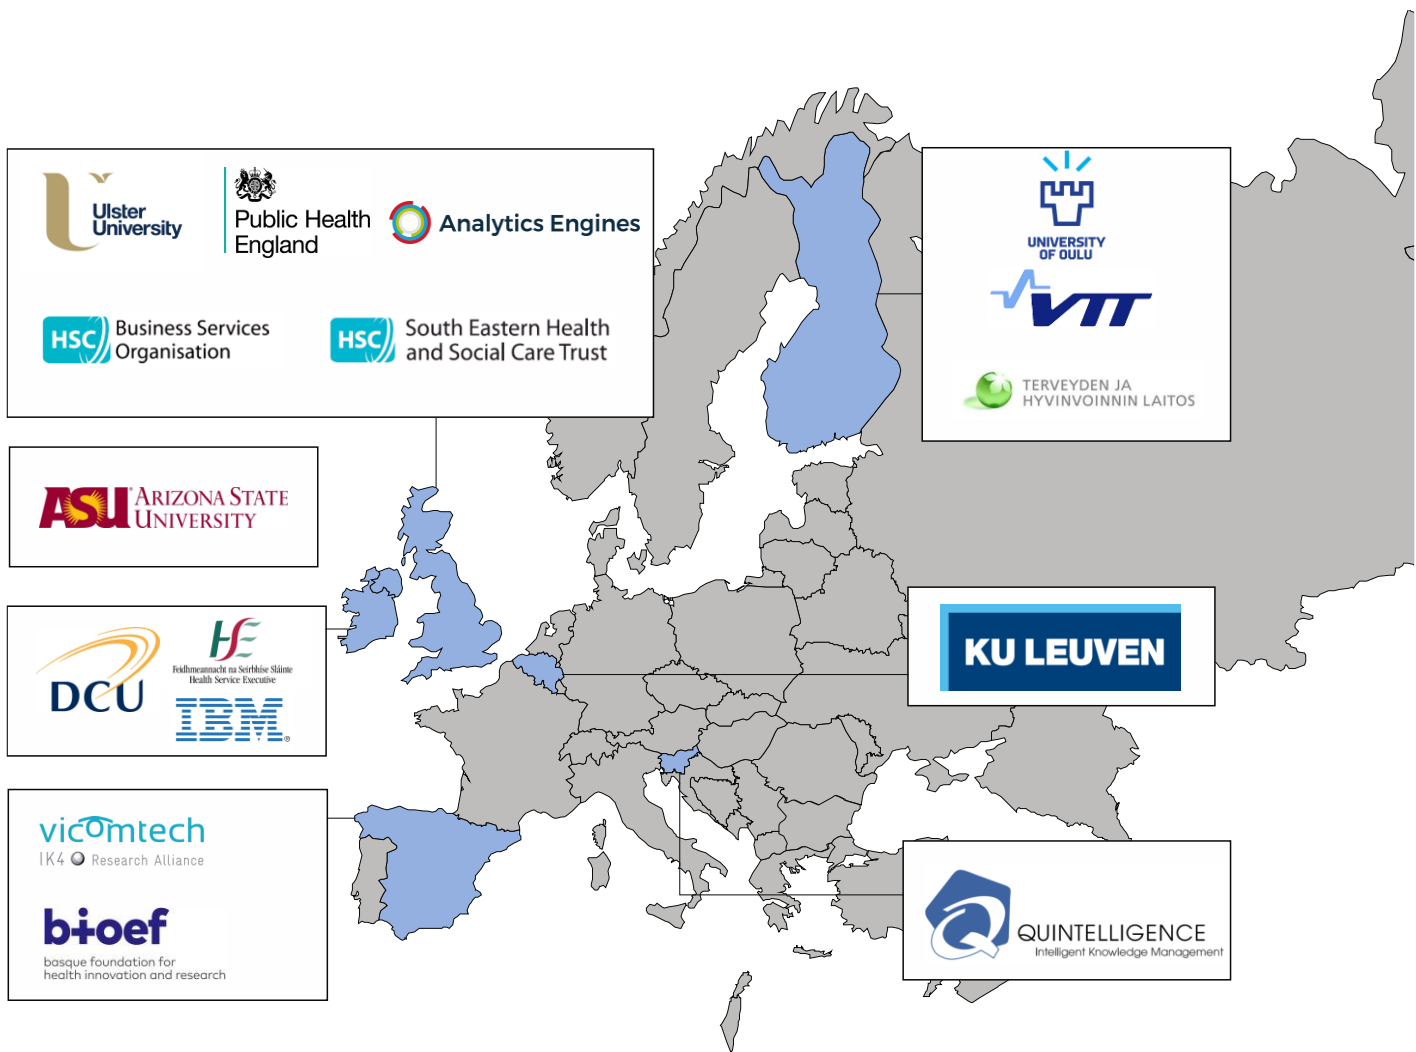 Ulster
University
Public Health
England
Analytics Engines
HSC
Business Services
Organisation
HSC
South Eastern Health
and Social Care Trust
UNIVERSITY
OF OULU
VTT
TERVEYDEN JA
HYVINVOINNIN LAITOS
ASU
ARIZONA STATE
UNIVERSITY
DCU
HSE
Feidhmeannacht na Seirbhíse Sláinte
Health Service Executive
IBM®
KU LEUVEN
vicomtech
IK4 Research Alliance
bioef
basque foundation for
health innovation and research
QUINTELLIGENCE
Intelligent Knowledge Management